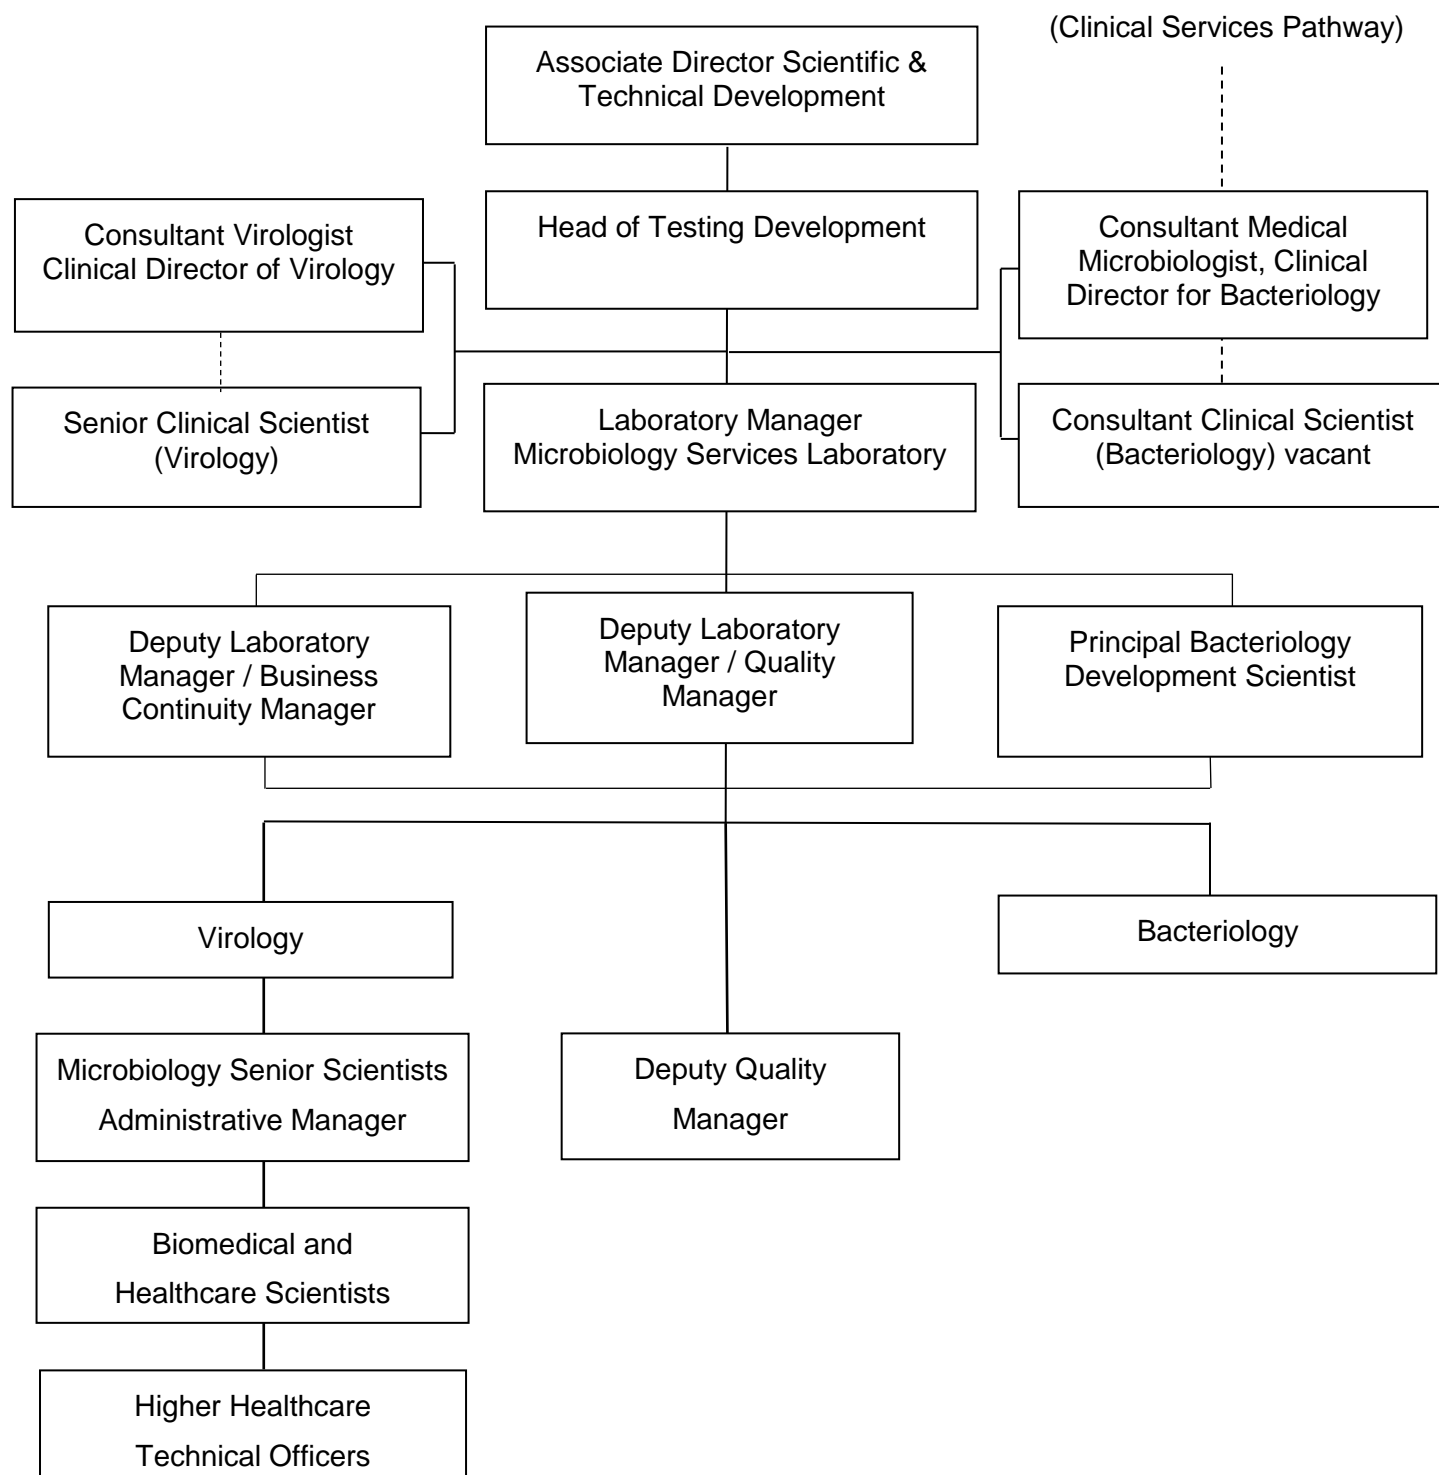 (Clinical Services Pathway)
Associate Director Scientific &
Technical Development
Consultant Virologist
Clinical Director of Virology
Head of Testing Development
Consultant Medical
Microbiologist, Clinical
Director for Bacteriology
Senior Clinical Scientist
(Virology)
Laboratory Manager
Microbiology Services Laboratory
Consultant Clinical Scientist
(Bacteriology) vacant
Deputy Laboratory
Manager / Business
Continuity Manager
Deputy Laboratory
Manager / Quality
Manager
Principal Bacteriology
Development Scientist
Virology
Bacteriology
Microbiology Senior Scientists
Administrative Manager
Deputy Quality
Manager
Biomedical and
Healthcare Scientists
Higher Healthcare
Technical Officers